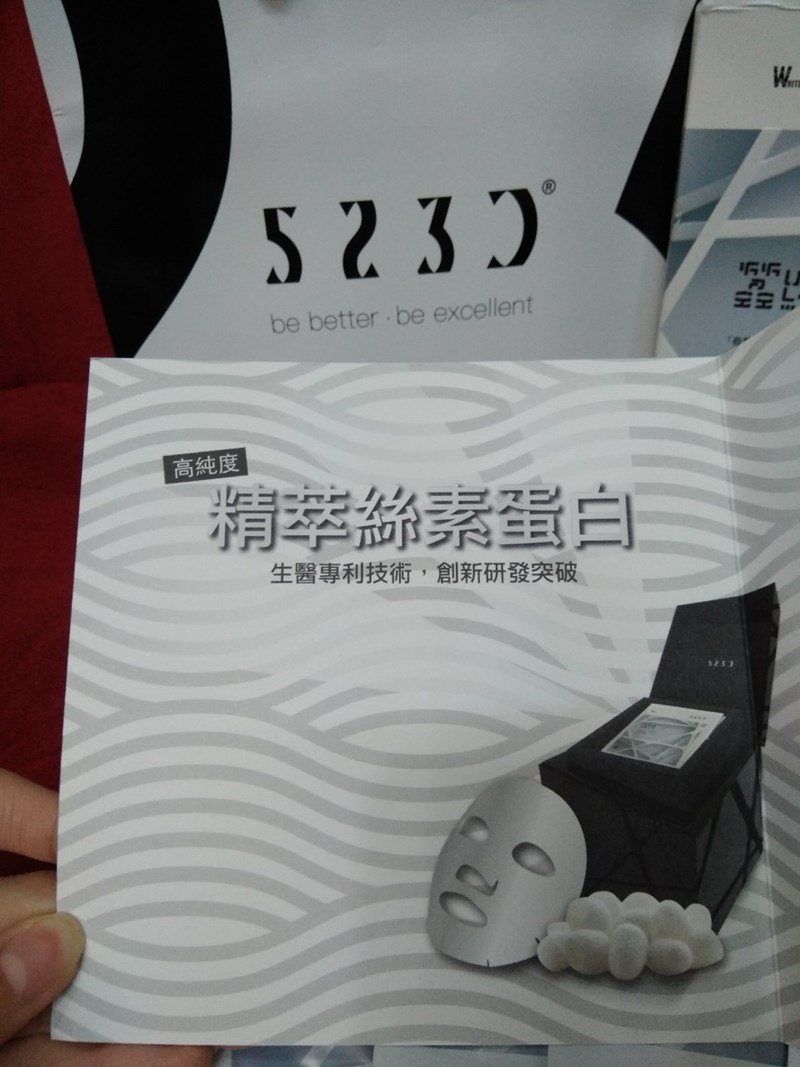 5230®
be better · be excellent
高純度
精萃絲素蛋白
生醫專利技術，創新研發突破
5230